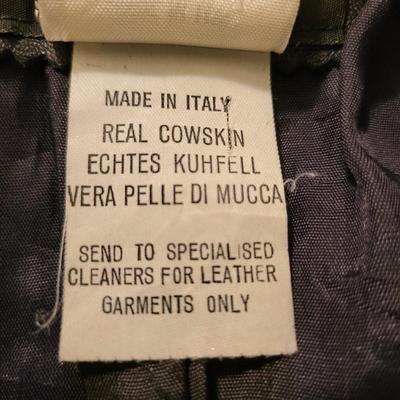 MADE IN ITALY
REAL COWSKIN
ECHTES KUHFELL
VERA PELLE DI MUCCA
SEND TO SPECIALISED
CLEANERS FOR LEATHER
GARMENTS ONLY